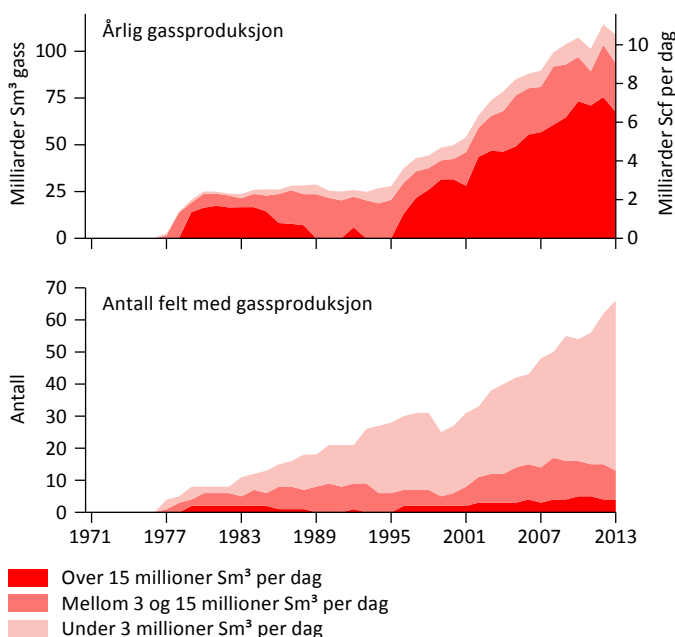 Årlig gassproduksjon
Milliarder Sm³ gass
100
75
50
25
0
Milliarder Scf per dag
10
8
6
4
2
0
Antall felt med gassproduksjon
Antall
70
60
50
40
30
20
10
0
1971 1977 1983 1989 1995 2001 2007 2013
Over 15 millioner Sm³ per dag
Mellom 3 og 15 millioner Sm³ per dag
Under 3 millioner Sm³ per dag